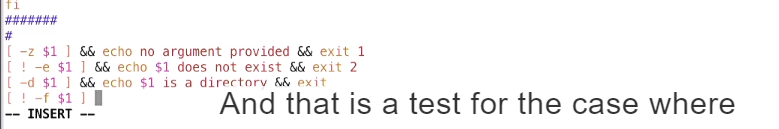 fi
#######
#
[ -z $1 ] && echo no argument provided && exit 1
[ ! -e $1 ] && echo $1 does not exist && exit 2
[ -d $1 ] && echo $1 is a directory && exit
[ ! -f $1 ]
-- INSERT --
And that is a test for the case where